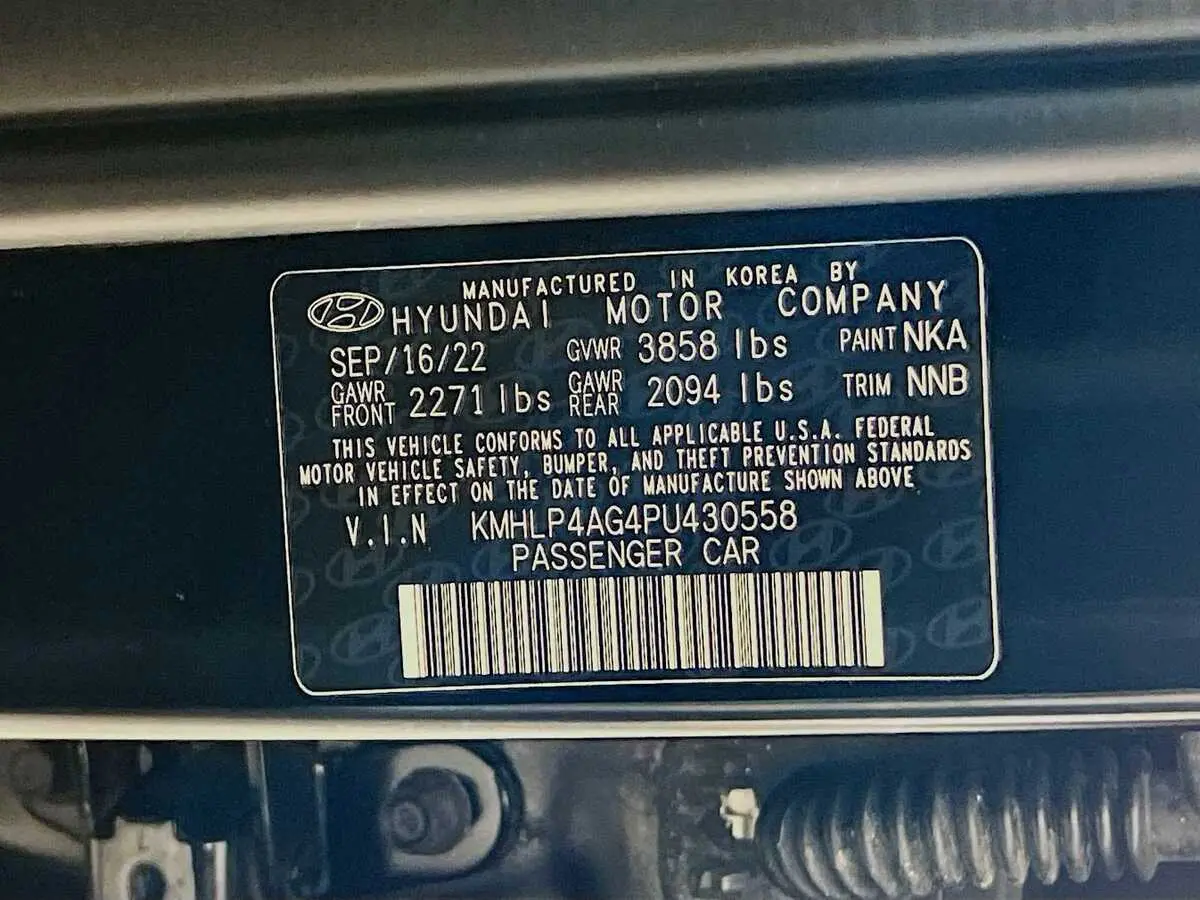 MANUFACTURED IN KOREA BY
HYUNDAI MOTOR COMPANY
SEP/16/22 GVWR 3858 lbs PAINT NKA
GAWR FRONT 2271 lbs GAWR REAR 2094 lbs TRIM NNB
THIS VEHICLE CONFORMS TO ALL APPLICABLE U.S.A. FEDERAL
MOTOR VEHICLE SAFETY, BUMPER, AND THEFT PREVENTION STANDARDS
IN EFFECT ON THE DATE OF MANUFACTURE SHOWN ABOVE
V.I.N KMHLP4AG4PU430558
PASSENGER CAR